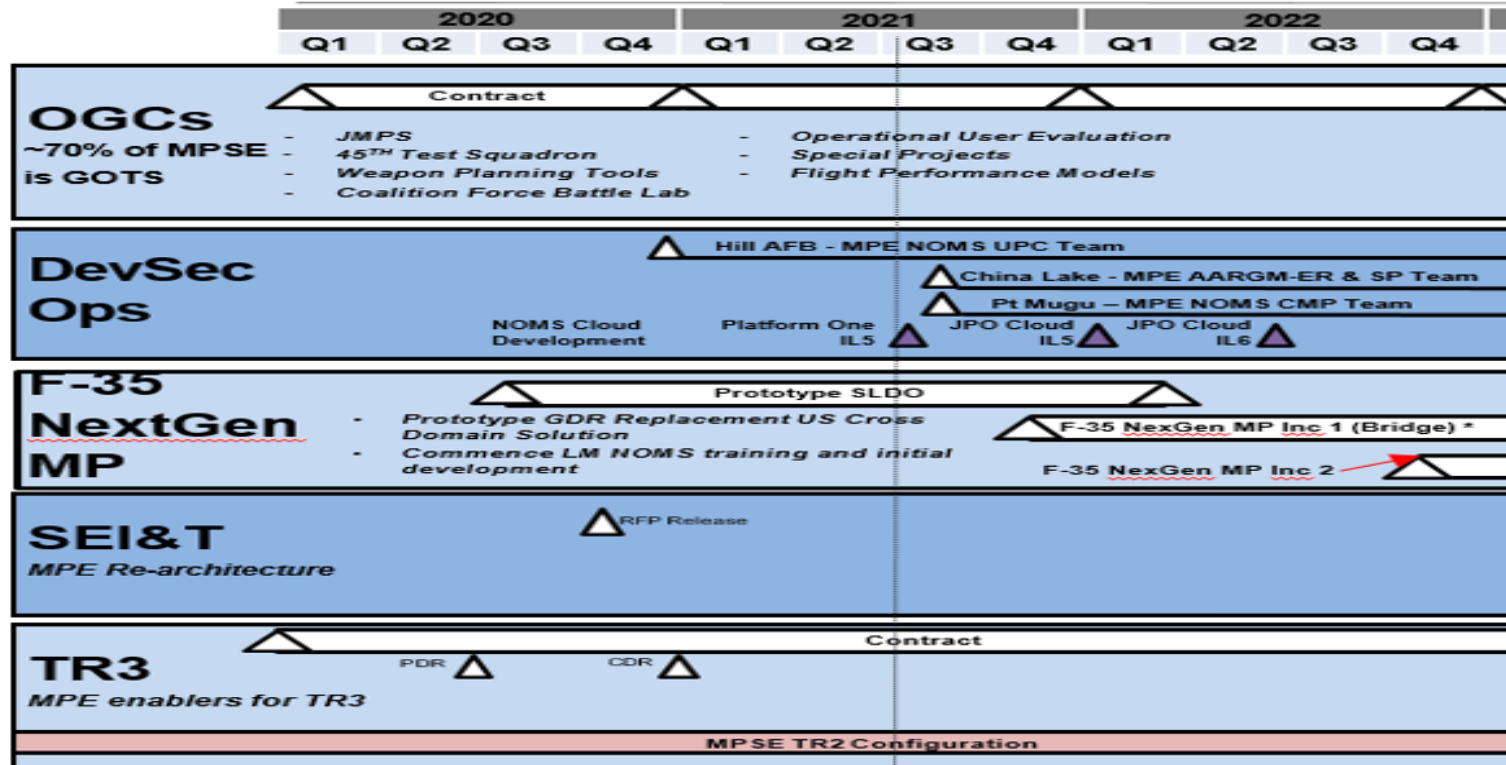 2020 2021 2022
Q1 Q2 Q3 Q4 Q1 Q2 Q3 Q4 Q1 Q2 Q3 Q4
OGCs
~70% of MPSE
is GOTS
Contract
- JMPS
- 45TH Test Squadron
- Weapon Planning Tools
- Coalition Force Battle Lab
- Operational User Evaluation
- Special Projects
- Flight Performance Models
DevSec
Ops
Hill AFB - MPE NOMS UPC Team
China Lake - MPE AARGM-ER & SP Team
Pt Mugu – MPE NOMS CMP Team
NOMS Cloud
Development
Platform One
IL5
JPO Cloud
IL5
JPO Cloud
IL6
F-35
NextGen
MP
Prototype SLDO
- Prototype GDR Replacement US Cross
Domain Solution
- Commence LM NOMS training and initial
development
F-35 NexGen MP Inc 1 (Bridge) *
F-35 NexGen MP Inc 2
SEI&T
MPE Re-architecture
RFP Release
TR3
MPE enablers for TR3
Contract
PDR
CDR
MPSE TR2 Configuration